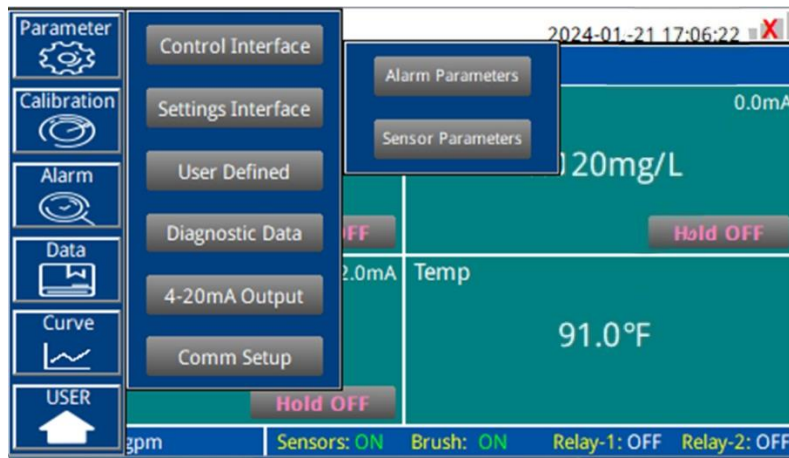 Parameter
Calibration
Alarm
Data
Curve
USER
Control Interface
Settings Interface
User Defined
Diagnostic Data
4-20mA Output
Comm Setup
Alarm Parameters
Sensor Parameters
2024-01-21 17:06:22 X
0.0mA
20mg/L
Hold OFF
2.0mA
Temp
91.0°F
Hold OFF
gpm
Sensors: ON
Brush: ON
Relay-1: OFF
Relay-2: OFF